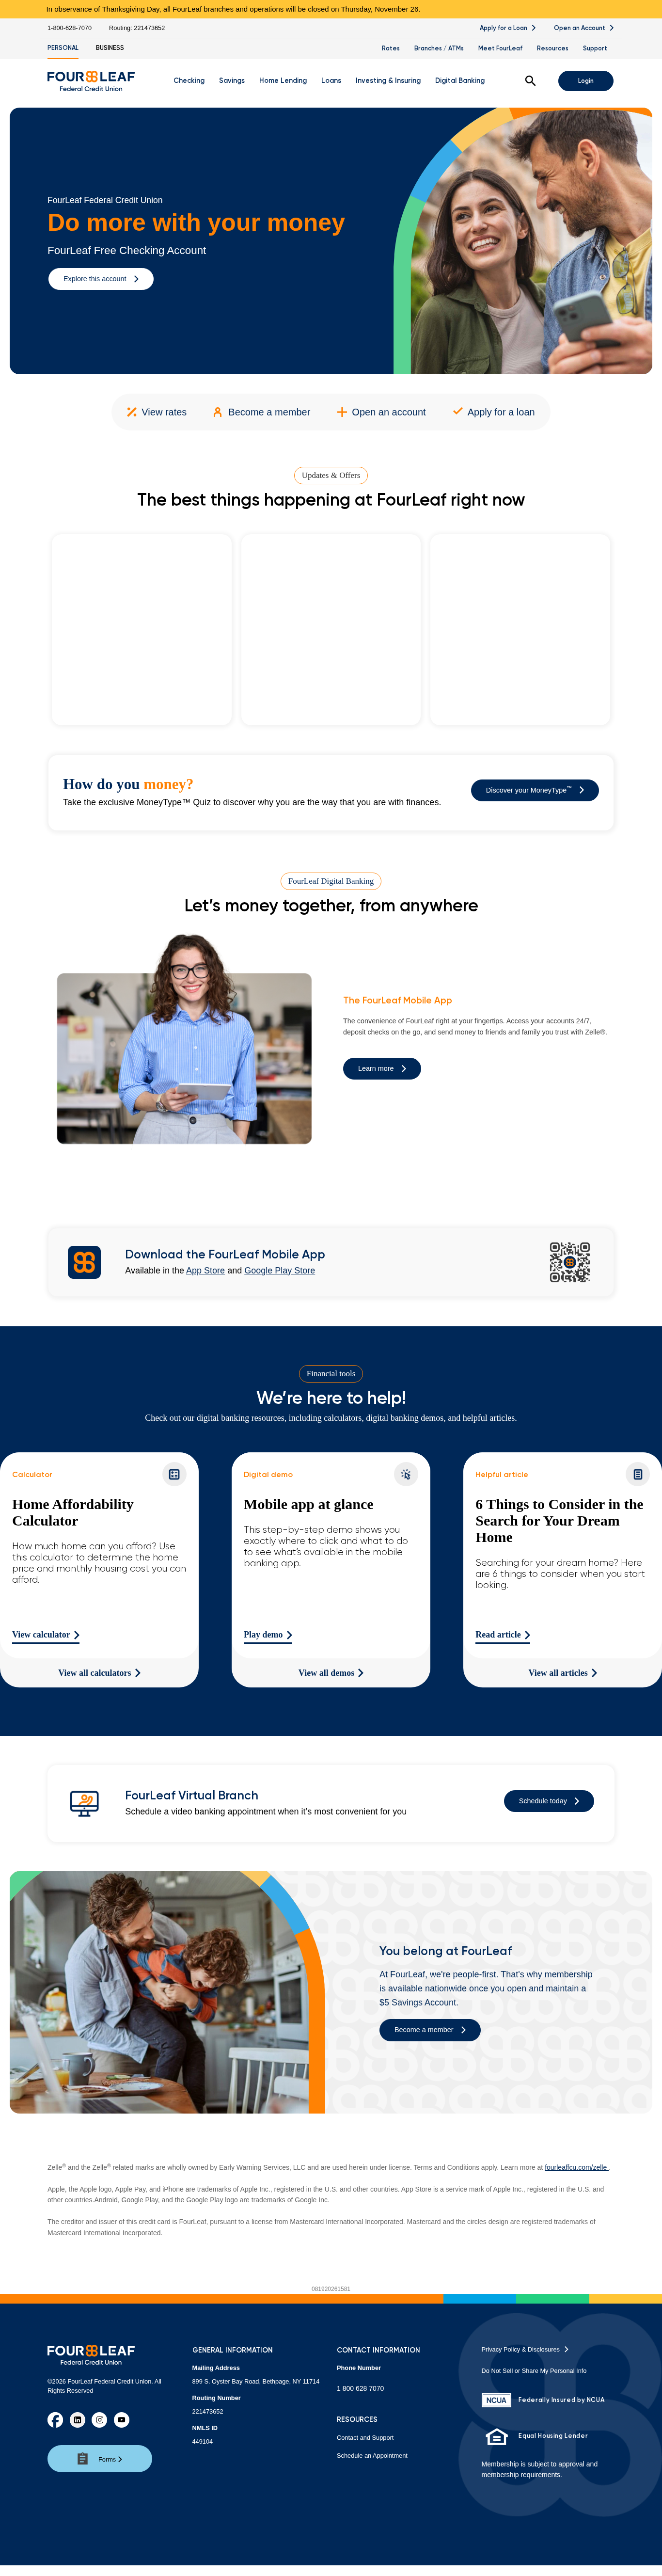 In observance of Thanksgiving Day, all FourLeaf branches and operations will be closed on Thursday, November 26.
1-800-628-7070
Routing: 221473652
Apply for a Loan
Open an Account
PERSONAL
BUSINESS
Rates
Branches / ATMs
Meet FourLeaf
Resources
Support
FOURLEAF
Federal Credit Union
Checking
Savings
Home Lending
Loans
Investing & Insuring
Digital Banking
Login
FourLeaf Federal Credit Union
Do more with your money
FourLeaf Free Checking Account
Explore this account
View rates
Become a member
Open an account
Apply for a loan
Updates & Offers
The best things happening at FourLeaf right now
How do you money?
Take the exclusive MoneyType™ Quiz to discover why you are the way that you are with finances.
Discover your MoneyType™
FourLeaf Digital Banking
Let’s money together, from anywhere
The FourLeaf Mobile App
The convenience of FourLeaf right at your fingertips. Access your accounts 24/7,
deposit checks on the go, and send money to friends and family you trust with Zelle®.
Learn more
Download the FourLeaf Mobile App
Available in the App Store and Google Play Store
Financial tools
We’re here to help!
Check out our digital banking resources, including calculators, digital banking demos, and helpful articles.
Calculator
Home Affordability
Calculator
How much home can you afford? Use
this calculator to determine the home
price and monthly housing cost you can
afford.
View calculator
View all calculators
Digital demo
Mobile app at glance
This step-by-step demo shows you
exactly where to click and what to do
to see what’s available in the mobile
banking app.
Play demo
View all demos
Helpful article
6 Things to Consider in the
Search for Your Dream
Home
Searching for your dream home? Here
are 6 things to consider when you start
looking.
Read article
View all articles
FourLeaf Virtual Branch
Schedule a video banking appointment when it’s most convenient for you
Schedule today
You belong at FourLeaf
At FourLeaf, we're people-first. That's why membership
is available nationwide once you open and maintain a
$5 Savings Account.
Become a member
Zelle® and the Zelle® related marks are wholly owned by Early Warning Services, LLC and are used herein under license. Terms and Conditions apply. Learn more at fourleaffcu.com/zelle .
Apple, the Apple logo, Apple Pay, and iPhone are trademarks of Apple Inc., registered in the U.S. and other countries. App Store is a service mark of Apple Inc., registered in the U.S. and
other countries.Android, Google Play, and the Google Play logo are trademarks of Google Inc.
The creditor and issuer of this credit card is FourLeaf, pursuant to a license from Mastercard International Incorporated. Mastercard and the circles design are registered trademarks of
Mastercard International Incorporated.
081920261581
FOURLEAF
Federal Credit Union
©2026 FourLeaf Federal Credit Union. All
Rights Reserved
Forms
GENERAL INFORMATION
Mailing Address
899 S. Oyster Bay Road, Bethpage, NY 11714
Routing Number
221473652
NMLS ID
449104
CONTACT INFORMATION
Phone Number
1 800 628 7070
RESOURCES
Contact and Support
Schedule an Appointment
Privacy Policy & Disclosures
Do Not Sell or Share My Personal Info
NCUA
Federally Insured by NCUA
Equal Housing Lender
Membership is subject to approval and
membership requirements.